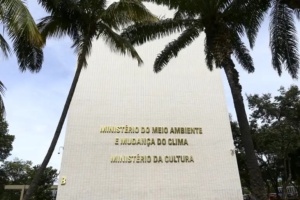 MINISTÉRIO DO MEIO AMBIENTE
E MUDANÇA DO CLIMA
MINISTÉRIO DA CULTURA
B